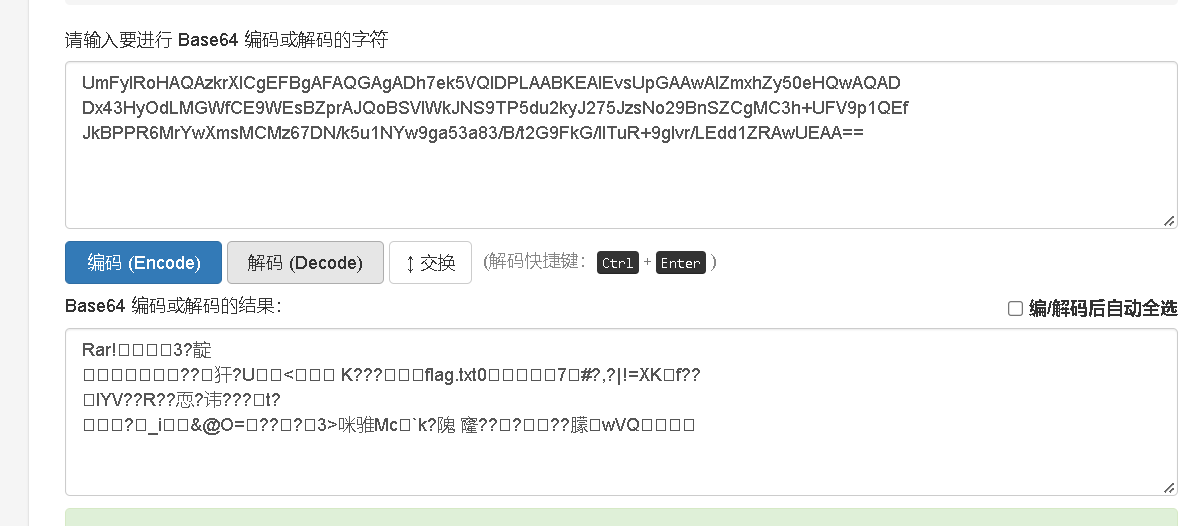 请输入要进行 Base64 编码或解码的字符
UmFyIRoHAQAzkrXlCgEFBgAFAQGAgADh7ek5VQIDPLAABKEAIEvsUpGAAwAIZmxhZy50eHQwAQAD
Dx43HyOdLMGWfCE9WEsBZprAJQoBSVlWkJNS9TP5du2kyJ275JzsNo29BnSZCgMC3h+UFV9p1QEf
JkBPPR6MrYwXmsMCMz67DN/k5u1NYw9ga53a83/B/t2G9FkG/lITuR+9glvr/LEdd1ZRAwUEAA==
编码 (Encode) 解码 (Decode) ↕ 交换 (解码快捷键: Ctrl + Enter )
Base64 编码或解码的结果:
编/解码后自动全选
Rar!□□□□3?靛
□□□□□□□??□犴?U□□<□□□ K???□□□flag.txt0□□□□□7□#?,?|!=XK□f??
□IYV??R??恧?讳???□t?
□□□?□_i□□&@O=□??□?□3>咪骓Mc□`k?隗 窿??□?□□??朦□wVQ□□□□